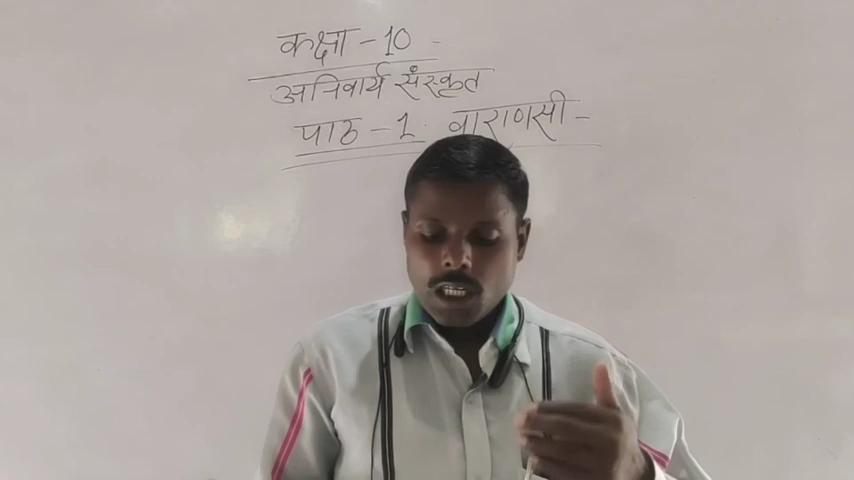 कक्षा - 10 -
अनिवार्य संस्कृत
पाठ - 1. वाराणसी -